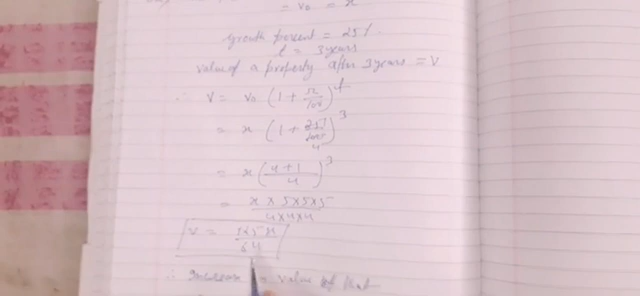 = V₀ = x
growth percent = 25%
t = 3 years
value of a property after 3 years = V
∴ V = V₀ (1 + r/100)^t
= x (1 + 25/100)^3
4
= x ((4+1)/4)^3
= (x × 5×5×5)/(4×4×4)
V = 125x/64
∴ Increase value of that